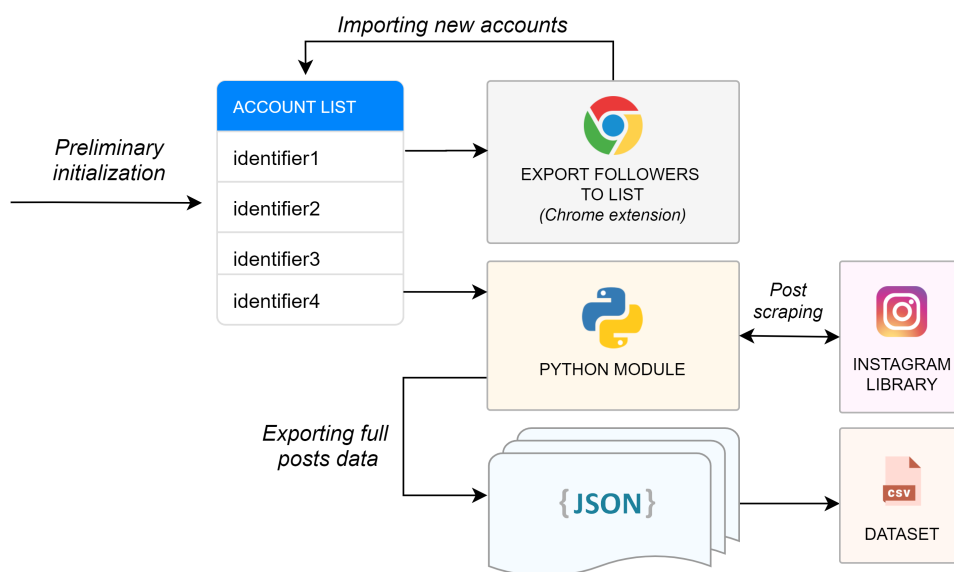 Importing new accounts
ACCOUNT LIST
identifier1
identifier2
identifier3
identifier4
Preliminary
initialization
EXPORT FOLLOWERS
TO LIST
(Chrome extension)
PYTHON MODULE
Post
scraping
INSTAGRAM
LIBRARY
Exporting full
posts data
{JSON}
CSV
DATASET